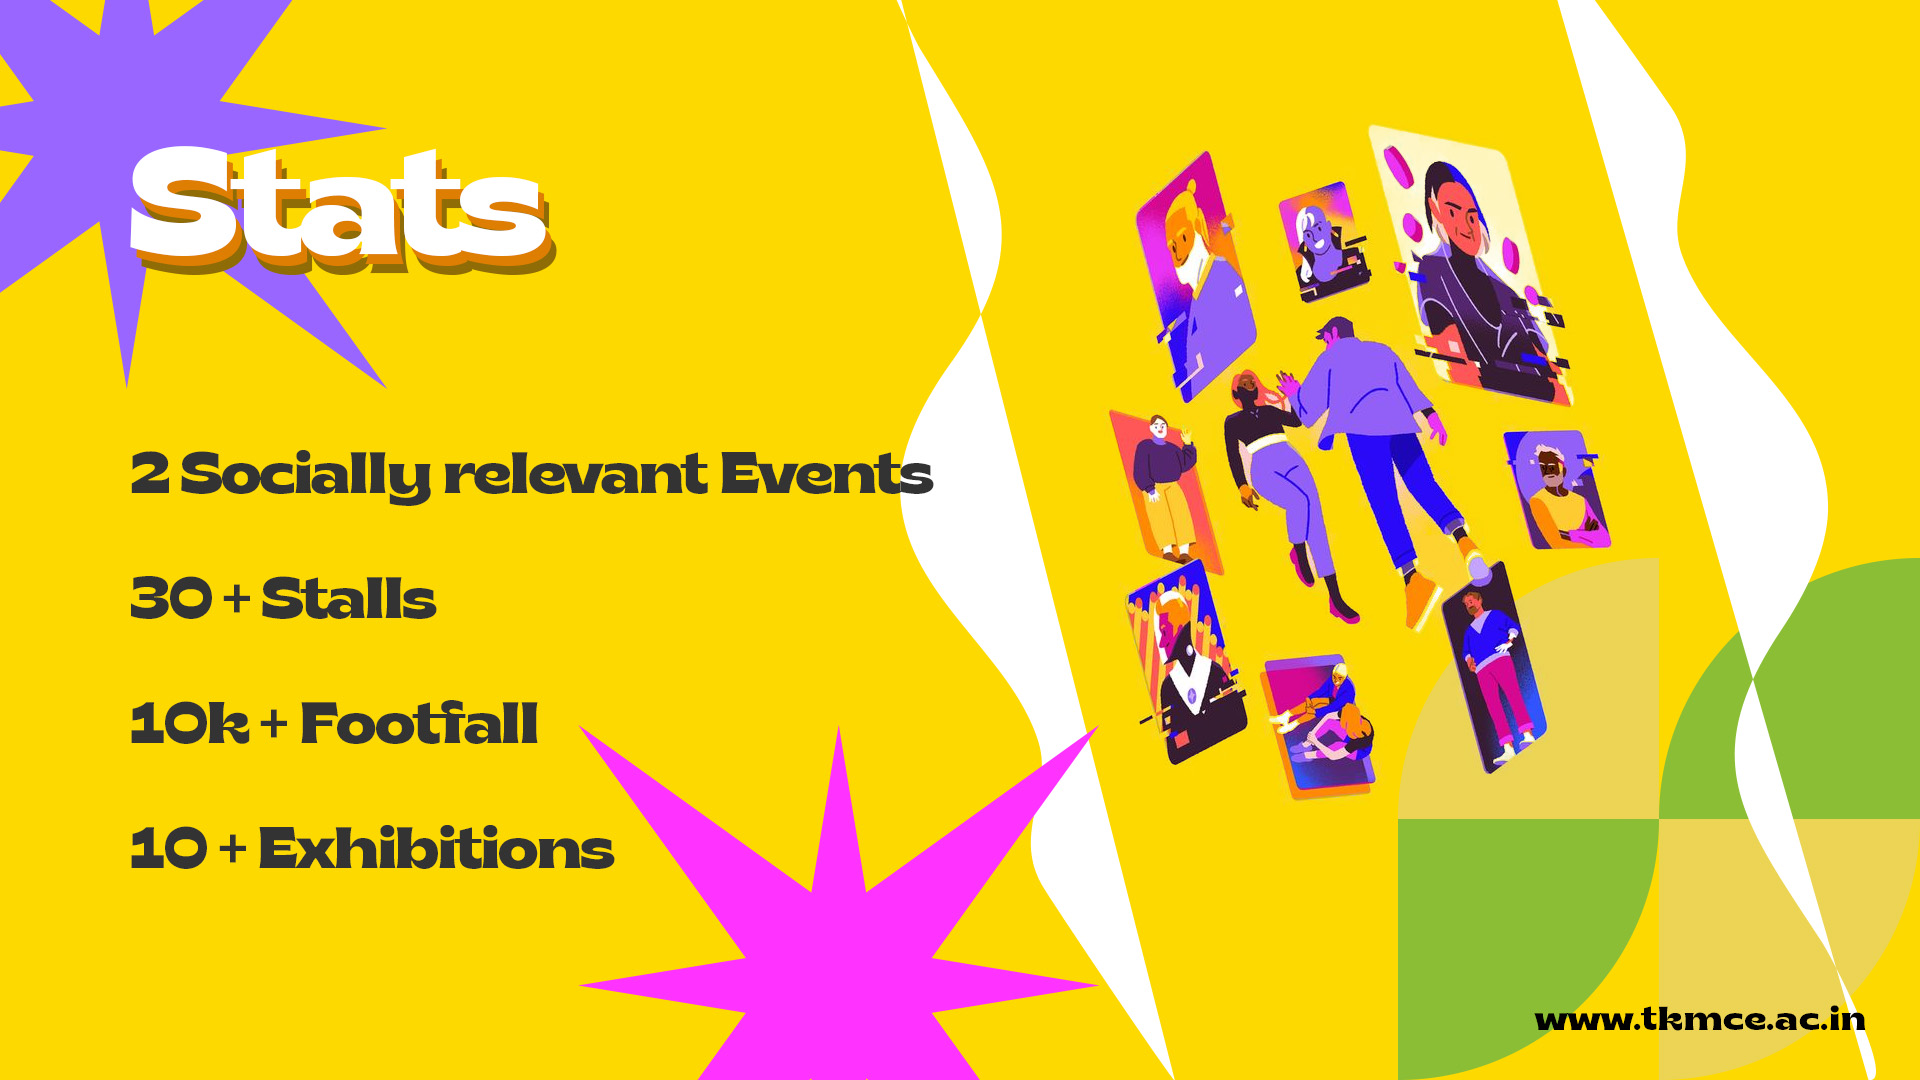 Stats
2 Socially relevant Events
30 + Stalls
10k + Footfall
10 + Exhibitions
www.tkmce.ac.in